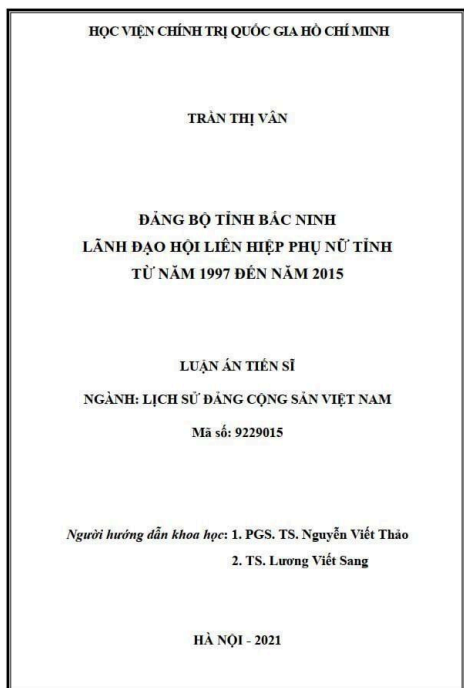 HỌC VIỆN CHÍNH TRỊ QUỐC GIA HỒ CHÍ MINH
TRẦN THỊ VÂN
ĐẢNG BỘ TỈNH BẮC NINH
LÃNH ĐẠO HỘI LIÊN HIỆP PHỤ NỮ TỈNH
TỪ NĂM 1997 ĐẾN NĂM 2015
LUẬN ÁN TIẾN SĨ
NGÀNH: LỊCH SỬ ĐẢNG CỘNG SẢN VIỆT NAM
Mã số: 9229015
Người hướng dẫn khoa học: 1. PGS. TS. Nguyễn Viết Thảo
2. TS. Lương Viết Sang
HÀ NỘI - 2021